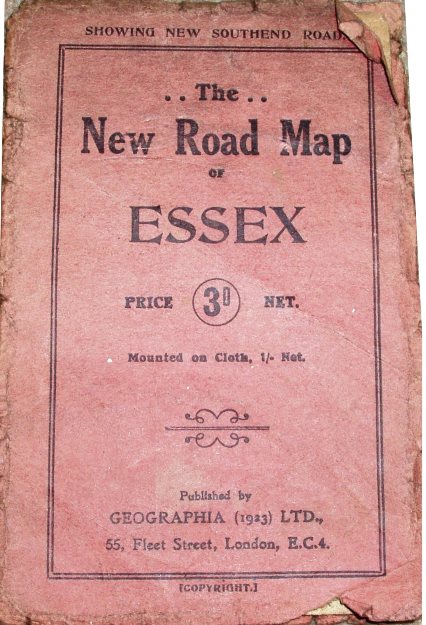 SHOWING NEW SOUTHEND ROAD.
.. The ..
New Road Map
OF
ESSEX
PRICE 3D NET.
Mounted on Cloth, 1/- Net.
Published by
GEOGRAPHIA (1923) LTD.,
55, Fleet Street, London, E.C.4.
[COPYRIGHT.]